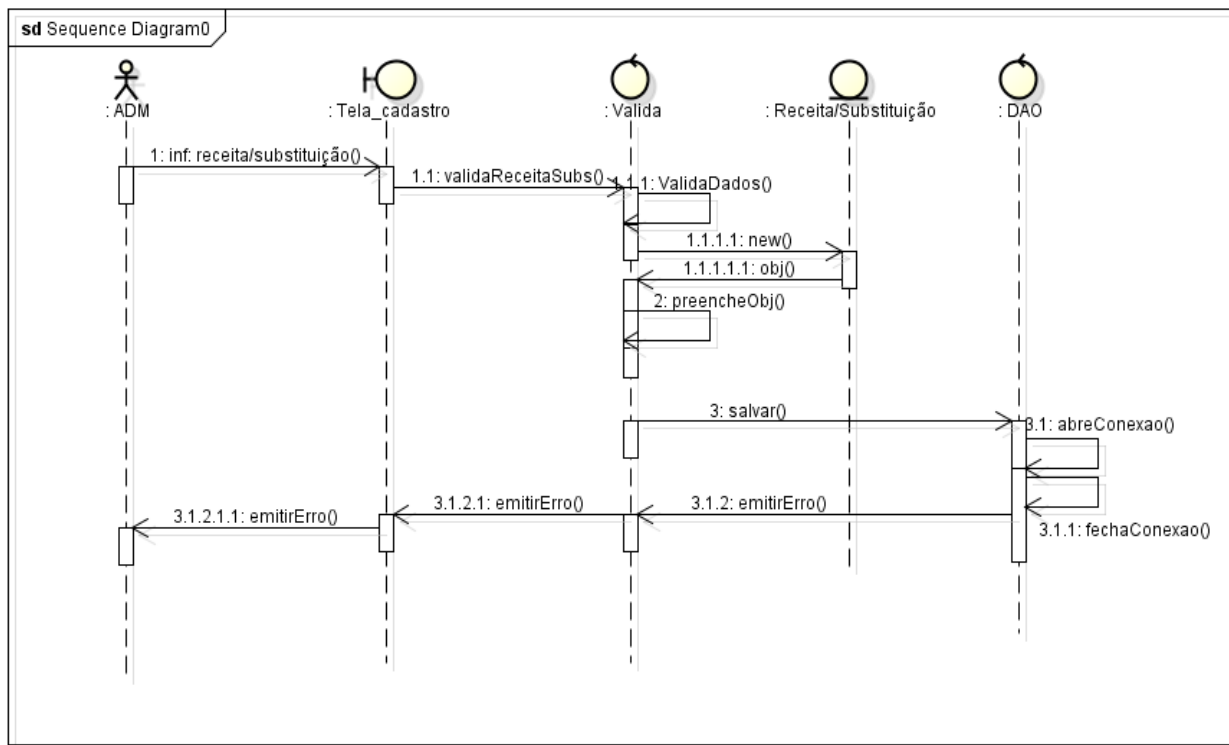 sd Sequence Diagram0
: ADM
: Tela_cadastro
: Valida
: Receita/Substituição
: DAO
1: inf: receita/substituição()
1.1: validaReceitaSubs()
1.1.1: ValidaDados()
1.1.1.1: new()
1.1.1.1.1: obj()
2: preencheObj()
3: salvar()
3.1: abreConexao()
3.1.1: fechaConexao()
3.1.2: emitirErro()
3.1.2.1: emitirErro()
3.1.2.1.1: emitirErro()